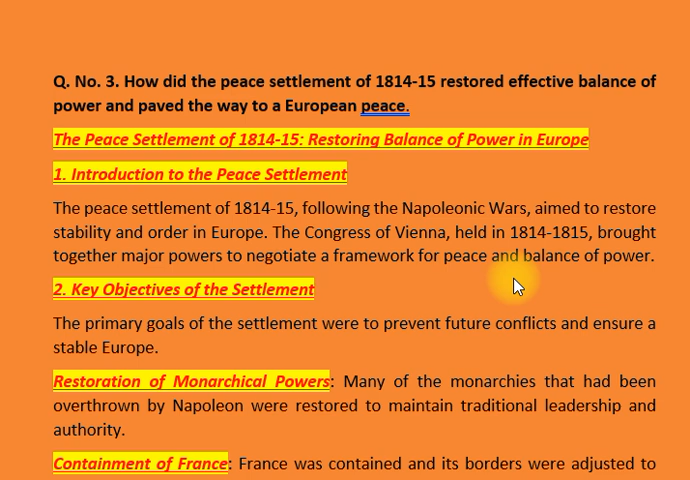 Q. No. 3. How did the peace settlement of 1814-15 restored effective balance of
power and paved the way to a European peace.
The Peace Settlement of 1814-15: Restoring Balance of Power in Europe
1. Introduction to the Peace Settlement
The peace settlement of 1814-15, following the Napoleonic Wars, aimed to restore
stability and order in Europe. The Congress of Vienna, held in 1814-1815, brought
together major powers to negotiate a framework for peace and balance of power.
2. Key Objectives of the Settlement
The primary goals of the settlement were to prevent future conflicts and ensure a
stable Europe.
Restoration of Monarchical Powers: Many of the monarchies that had been
overthrown by Napoleon were restored to maintain traditional leadership and
authority.
Containment of France: France was contained and its borders were adjusted to